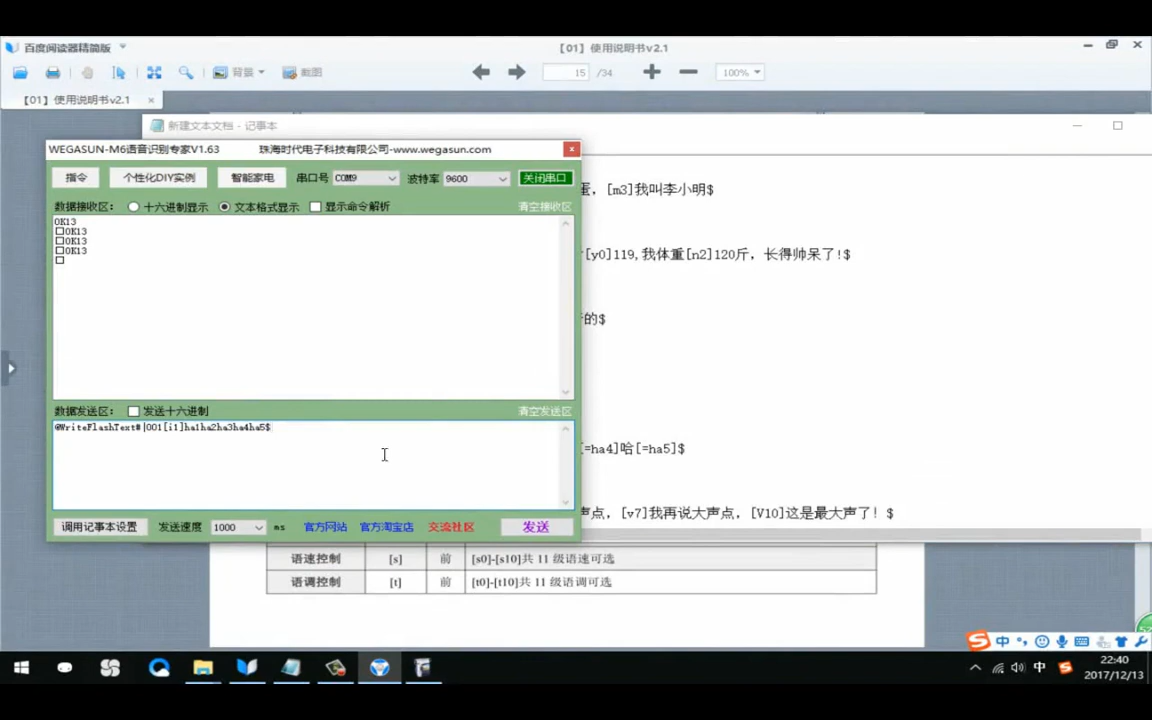 百度阅读器精简版
【01】使用说明书v2.1
背景
截图
15 /34
100%
【01】使用说明书v2.1 ×
新建文本文档 - 记事本
WEGASUN-M6语音识别专家V1.63 珠海时代电子科技有限公司-www.wegasun.com
指令 个性化DIY实例 智能家电 串口号 COM9 波特率 9600 关闭串口
数据接收区: 十六进制显示 文本格式显示 显示命令解析 清空接收区
OK13
□OK13
□OK13
□OK13
□
数据发送区: 发送十六进制 清空发送区
@WriteFlashText#|001[i1]ha1ha2ha3ha4ha5$
调用记事本设置 发送速度 1000 ms 官方网站 官方淘宝店 交流社区 发送
蛋，[m3]我叫李小明$
[y0]119,我体重[n2]120斤，长得帅呆了!$
的$
[=ha4]哈[=ha5]$
声点，[v7]我再说大声点，[V10]这是最大声了！$
语速控制 [s] 前 [s0]-[s10]共 11 级语速可选
语调控制 [t] 前 [t0]-[t10]共 11 级语调可选
中
中
22:40
2017/12/13